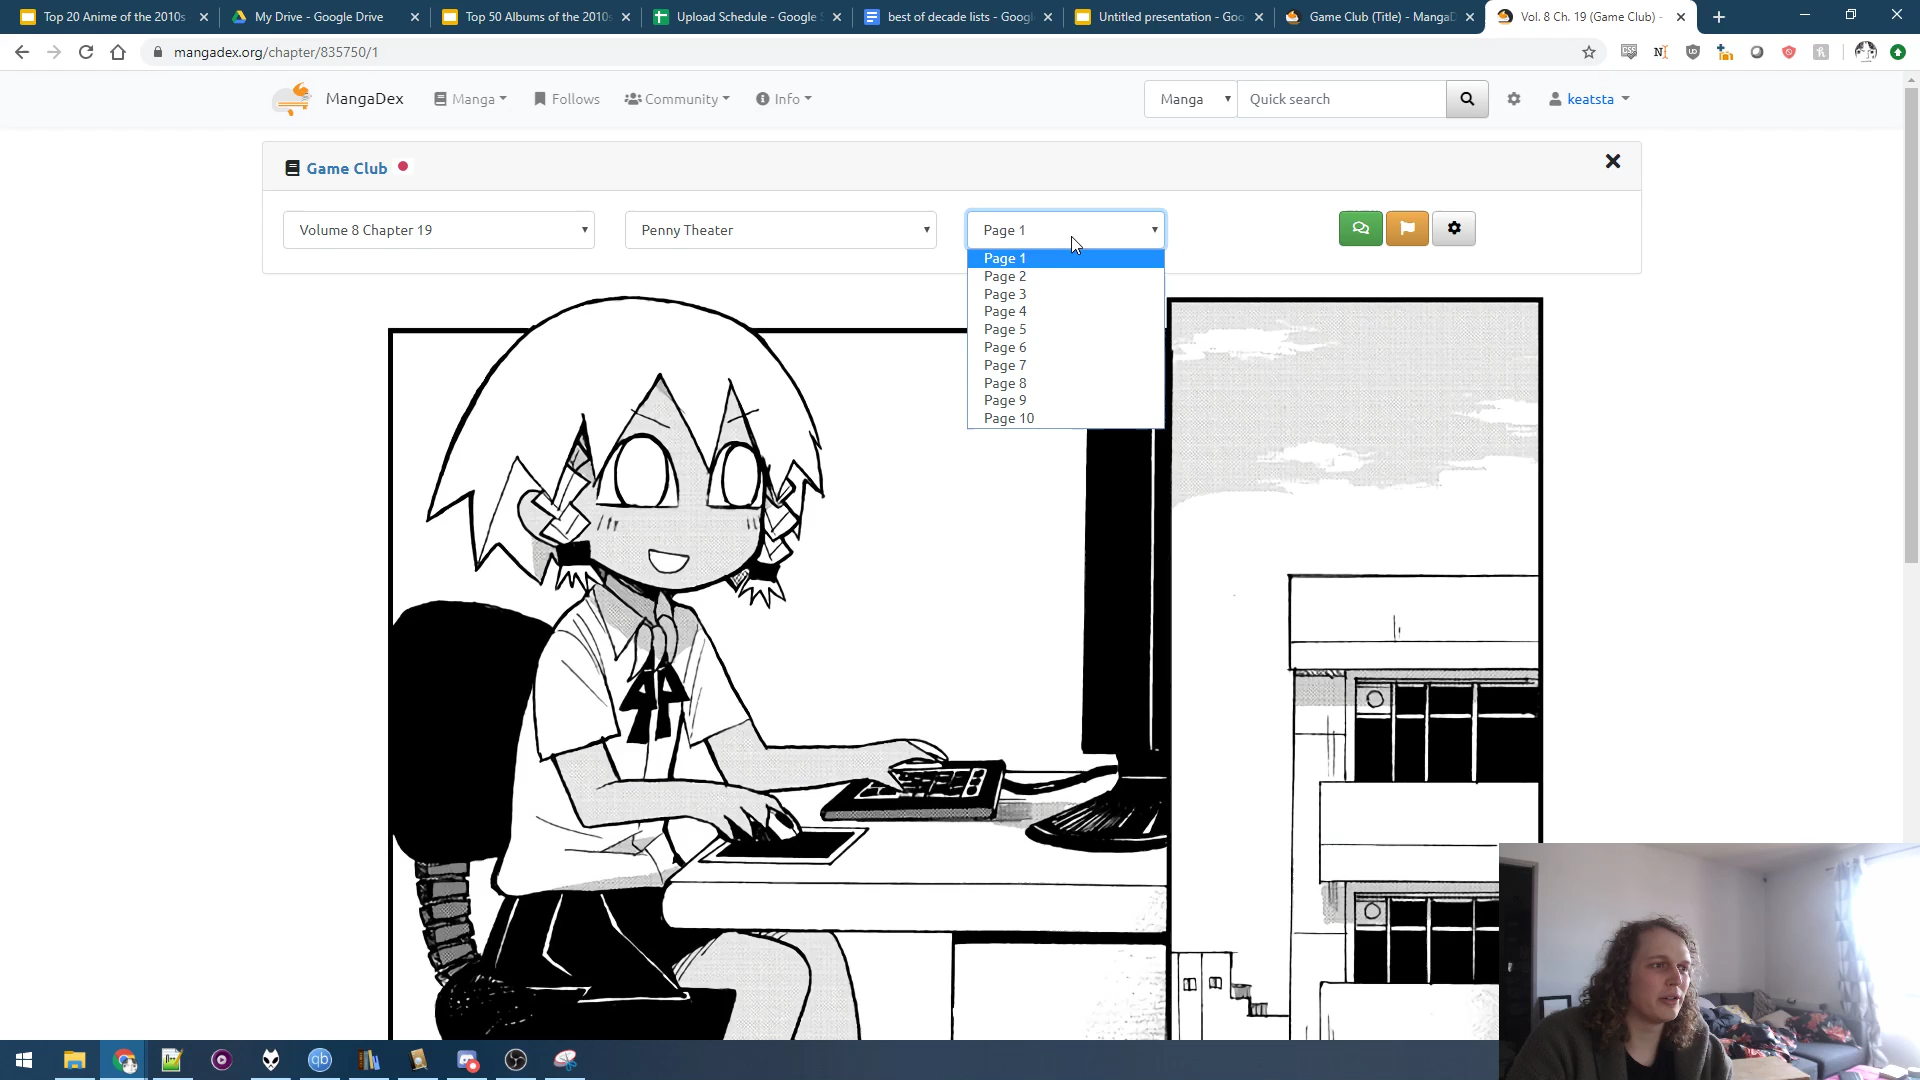 Top 20 Anime of the 2010s
My Drive - Google Drive
Top 50 Albums of the 2010s
Upload Schedule - Google S
best of decade lists - Googl
Untitled presentation - Goo
Game Club (Title) - MangaD
Vol. 8 Ch. 19 (Game Club) -
mangadex.org/chapter/835750/1
MangaDex
Manga
Follows
Community
Info
Manga
Quick search
keatsta
Game Club
Volume 8 Chapter 19
Penny Theater
Page 1
Page 1
Page 2
Page 3
Page 4
Page 5
Page 6
Page 7
Page 8
Page 9
Page 10